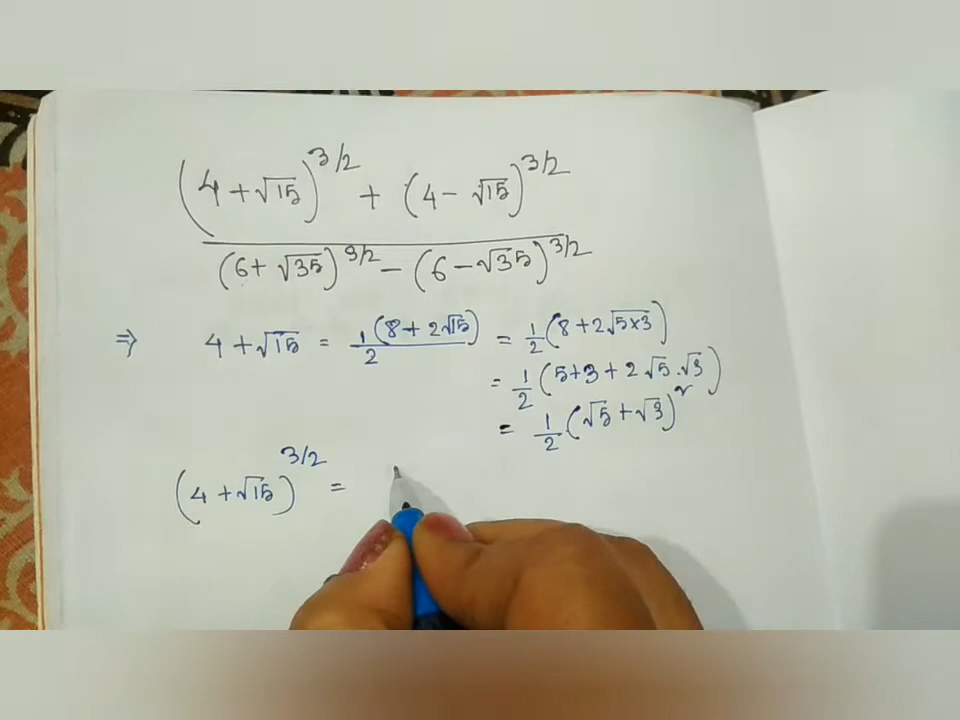 (4 + √15)^3/2 + (4 - √15)^3/2
(6 + √35)^3/2 - (6 - √35)^3/2
⇒ 4 + √15 = 1/2 (8 + 2√15) = 1/2 (8 + 2√5×3)
= 1/2 (5 + 3 + 2√5 . √3)
= 1/2 (√5 + √3)^2
(4 + √15)^3/2 =